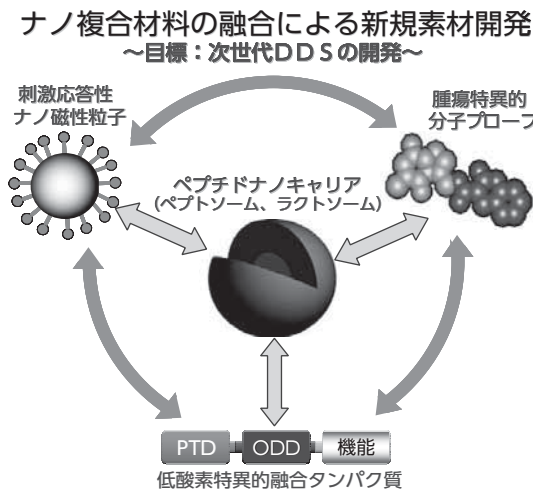 ナノ複合材料の融合による新規素材開発
～目標：次世代ＤＤＳの開発～
刺激応答性
ナノ磁性粒子
腫瘍特異的
分子プローブ
ペプチドナノキャリア
（ペプトソーム、ラクトソーム）
PTD ODD 機能
低酸素特異的融合タンパク質